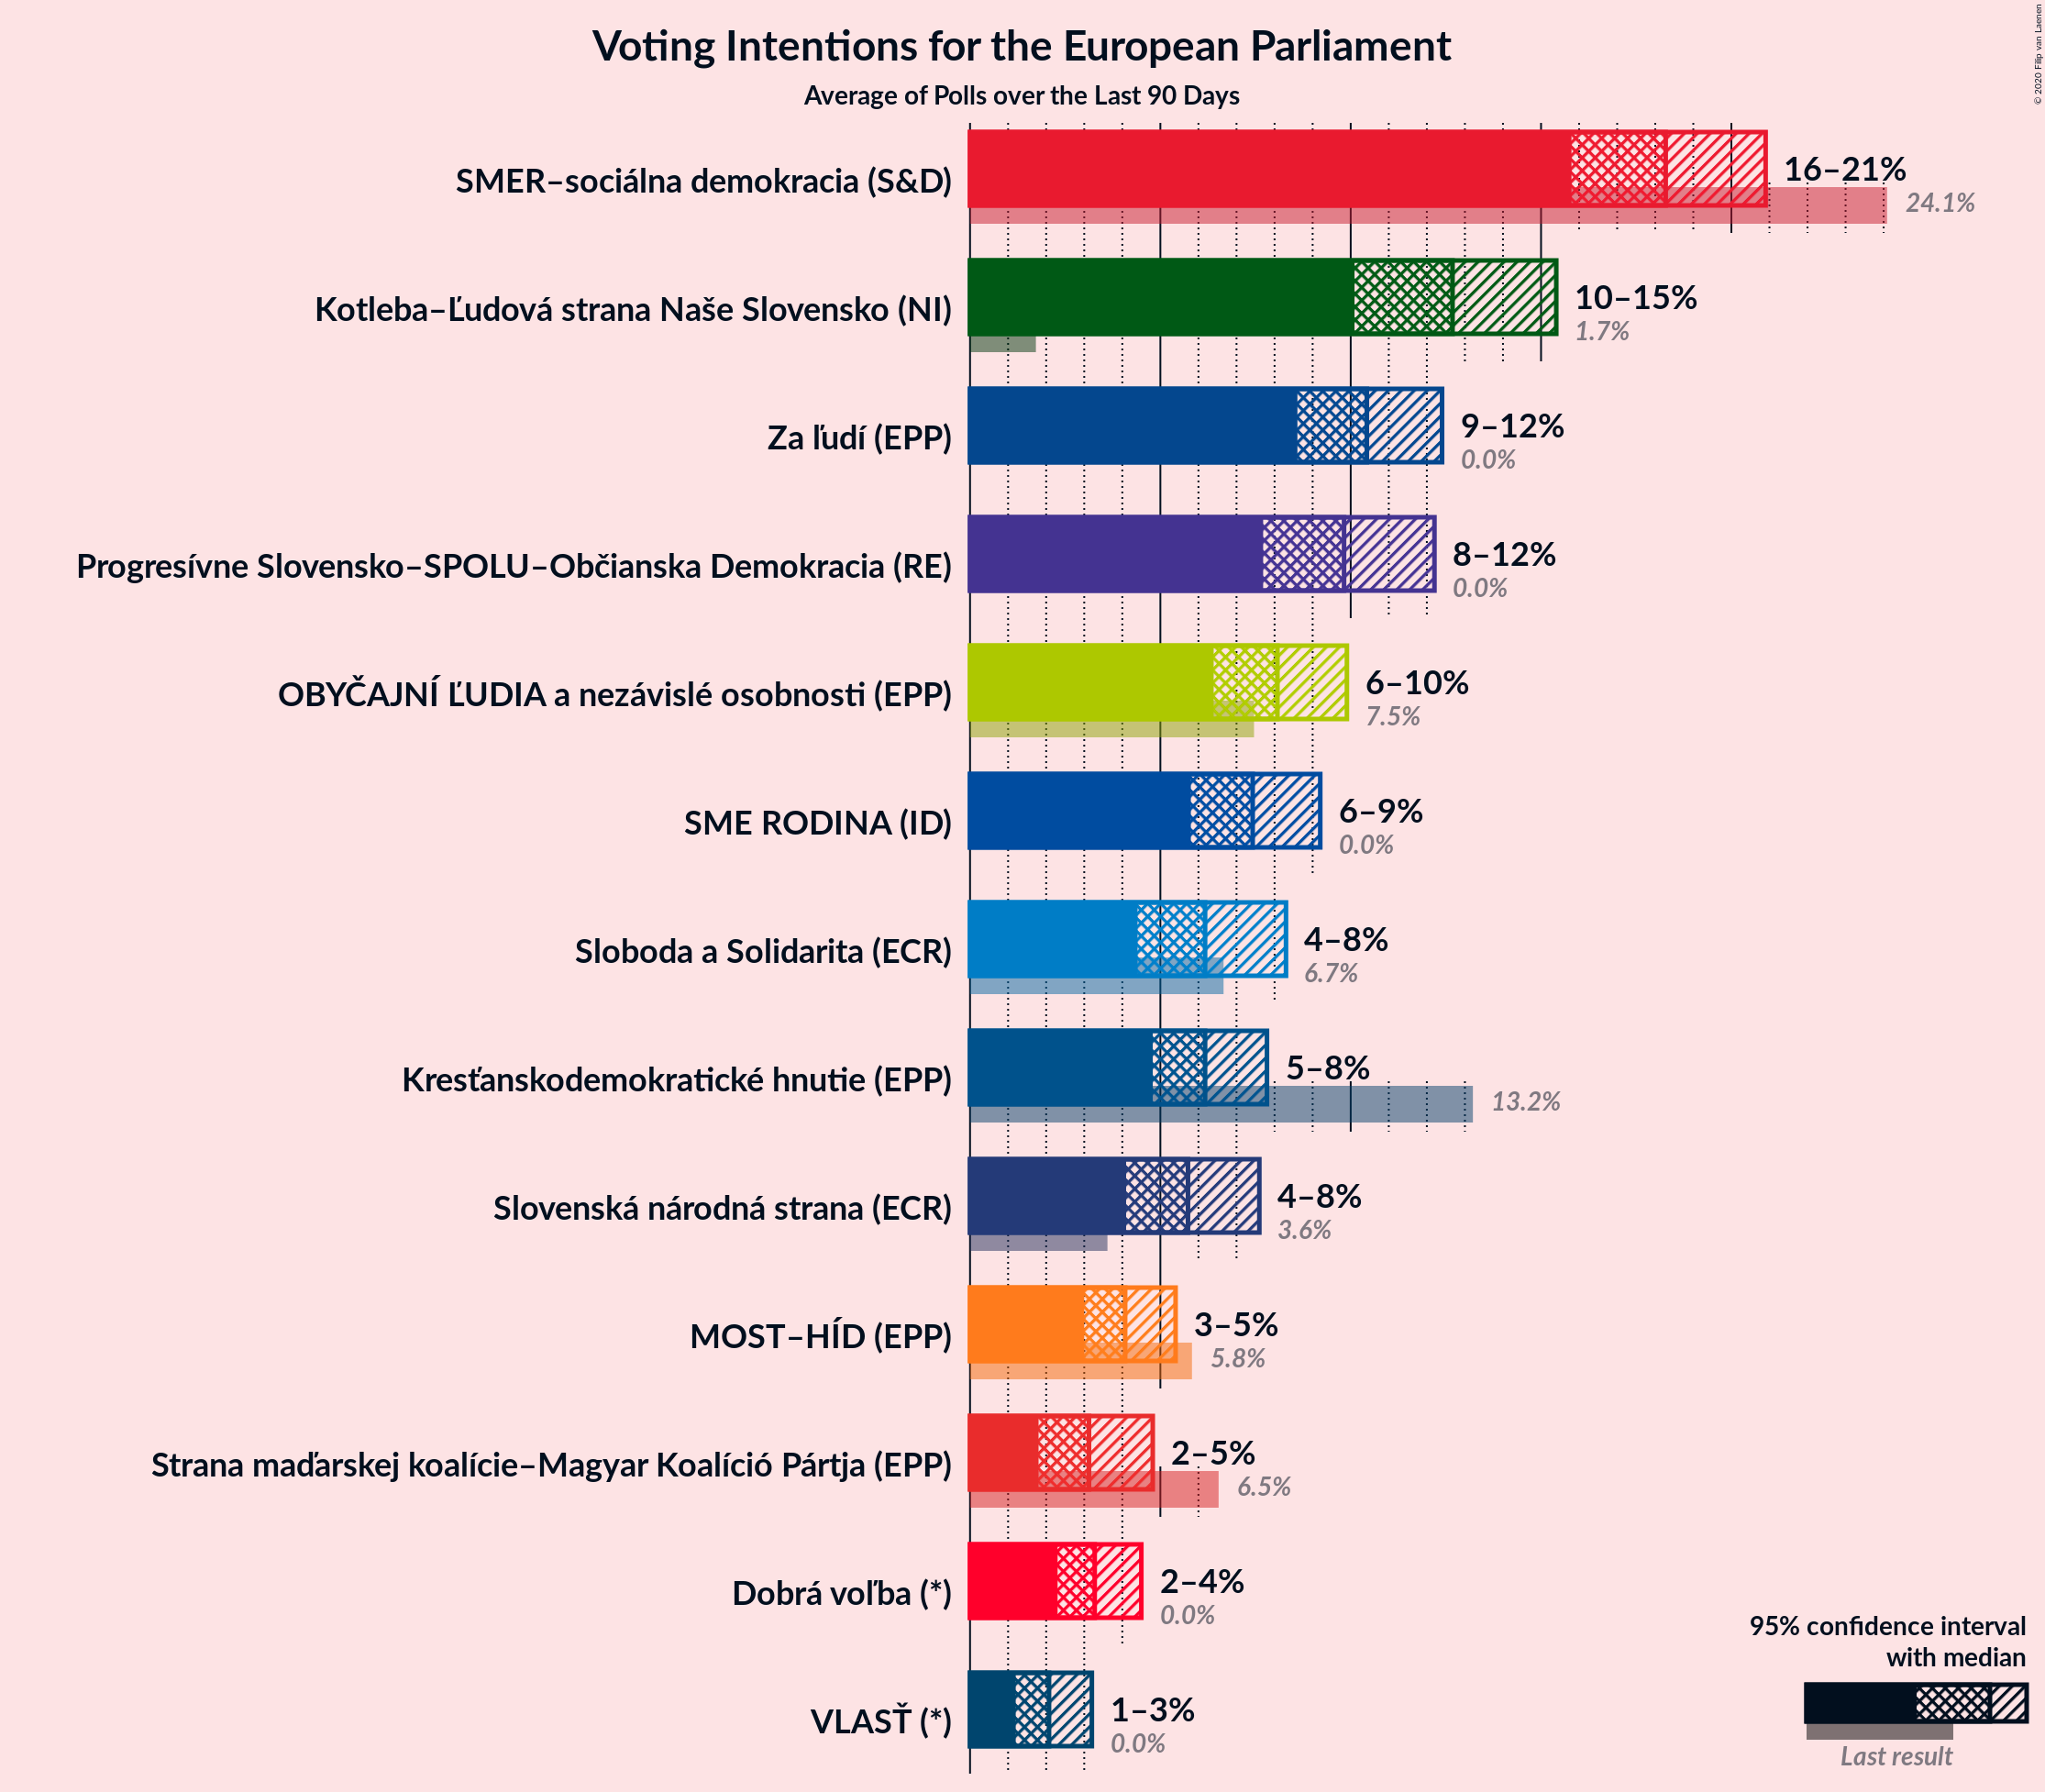 © 2020 Filip van Laenen
Voting Intentions for the European Parliament
Average of Polls over the Last 90 Days
SMER–sociálna demokracia (S&D)
16–21%
24.1%
Kotleba–Ľudová strana Naše Slovensko (NI)
10–15%
1.7%
Za ľudí (EPP)
9–12%
0.0%
Progresívne Slovensko–SPOLU–Občianska Demokracia (RE)
8–12%
0.0%
OBYČAJNÍ ĽUDIA a nezávislé osobnosti (EPP)
6–10%
7.5%
SME RODINA (ID)
6–9%
0.0%
Sloboda a Solidarita (ECR)
4–8%
6.7%
Kresťanskodemokratické hnutie (EPP)
5–8%
13.2%
Slovenská národná strana (ECR)
4–8%
3.6%
MOST–HÍD (EPP)
3–5%
5.8%
Strana maďarskej koalície–Magyar Koalíció Pártja (EPP)
2–5%
6.5%
Dobrá voľba (*)
2–4%
0.0%
VLASŤ (*)
1–3%
0.0%
95% confidence interval
with median
Last result